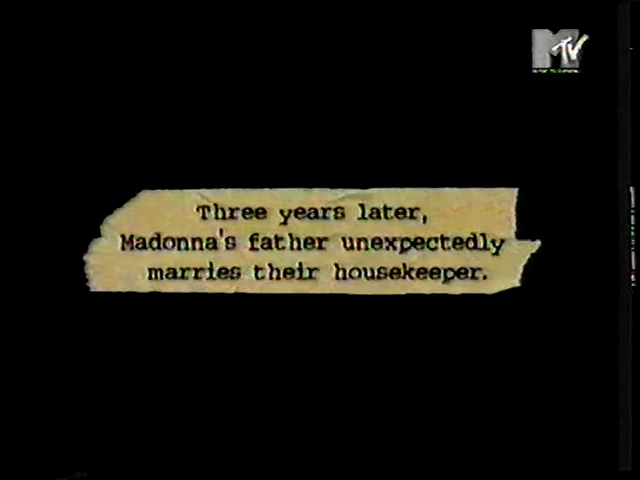 MTV
Three years later,
Madonna's father unexpectedly
marries their housekeeper.